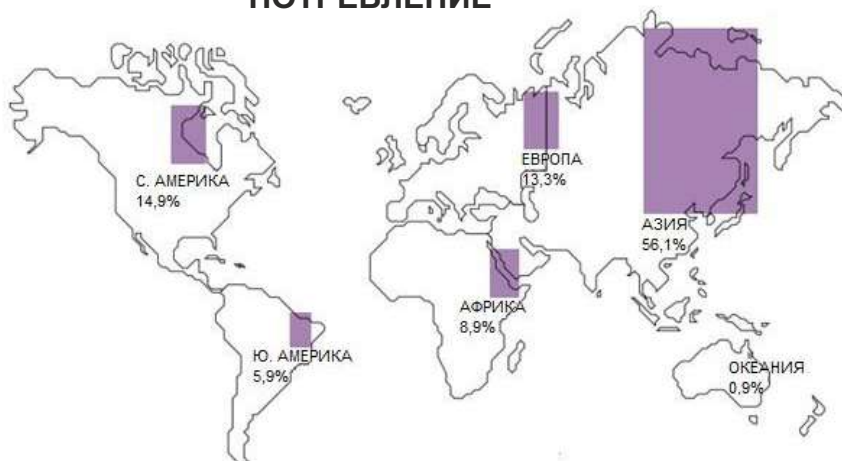 ПОТРЕБЛЕНИЕ
С. АМЕРИКА
14,9%
ЕВРОПА
13,3%
АЗИЯ
56,1%
АФРИКА
8,9%
Ю. АМЕРИКА
5,9%
ОКЕАНИЯ
0,9%